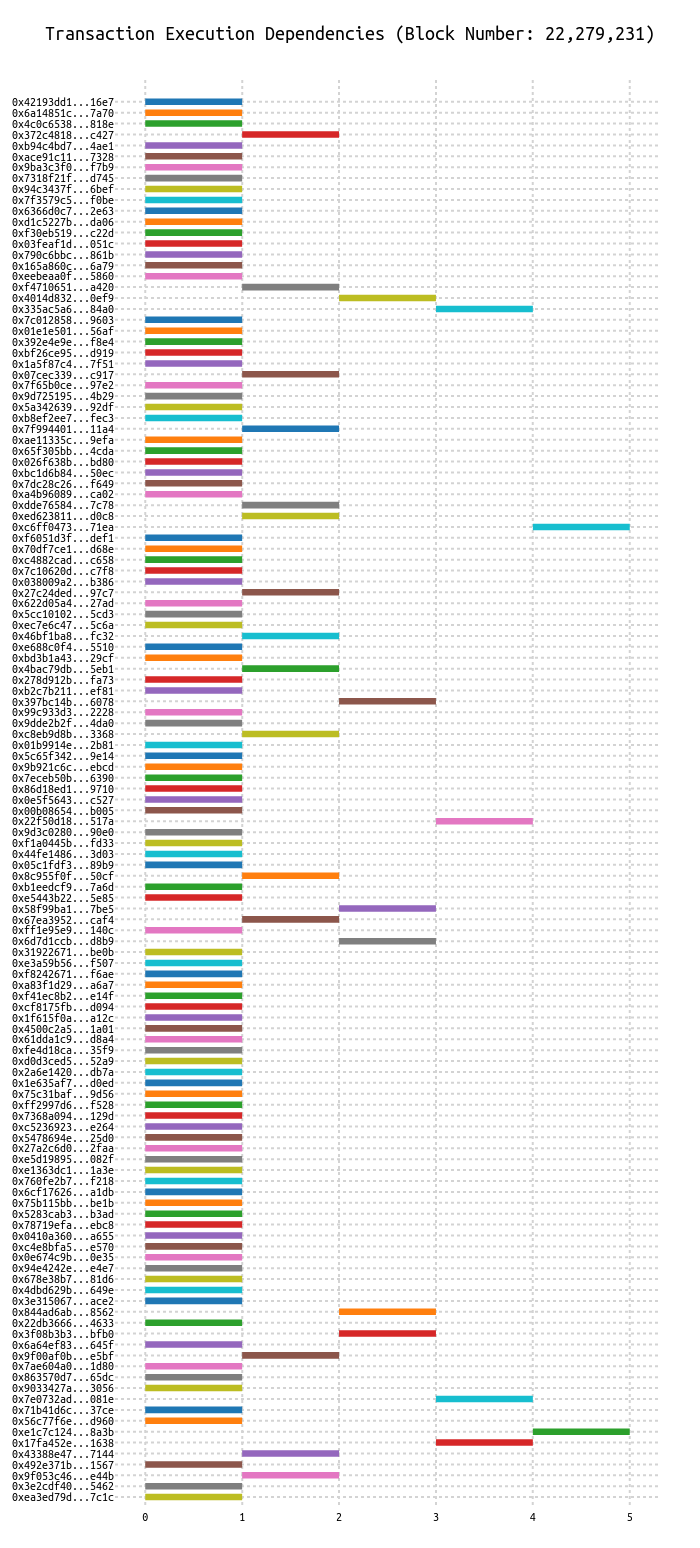 Transaction Execution Dependencies (Block Number: 22,279,231)
0x42193dd1...16e7
0x6a14851c...7a70
0x4c0c6538...818e
0x372c4818...c427
0xb94c4bd7...4ae1
0xace91c11...7328
0x9ba3c3f0...f7b9
0x7318f21f...d745
0x94c3437f...6bef
0x7f3579c5...f0be
0x6366d0c7...2e63
0xd1c5227b...da06
0xf30eb519...c22d
0x03feaf1d...051c
0x790c6bbc...861b
0x165a860c...6a79
0xeebeaa0f...5860
0xf4710651...a420
0x4014d832...0ef9
0x335ac5a6...84a0
0x7c012858...9603
0x01e1e501...56af
0x392e4e9e...f8e4
0xbf26ce95...d919
0x1a5f87c4...7f51
0x07cec339...c917
0x7f65b0ce...97e2
0x9d725195...4b29
0x5a342639...92df
0xb8ef2ee7...fec3
0x7f994401...11a4
0xae11335c...9efa
0x65f305bb...4cda
0x026f638b...bd80
0xbc1d6b84...50ec
0x7dc28c26...f649
0xa4b96089...ca02
0xdde76584...7c78
0xed623811...d0c8
0xc6ff0473...71ea
0xf6051d3f...def1
0x70df7ce1...d68e
0xc4882cad...c658
0x7c10620d...c7f8
0x038009a2...b386
0x27c24ded...97c7
0x622d05a4...27ad
0x5cc10102...5cd3
0xec7e6c47...5c6a
0x46bf1ba8...fc32
0xe688c0f4...5510
0xbd3b1a43...29cf
0x4bac79db...5eb1
0x278d912b...fa73
0xb2c7b211...ef81
0x397bc14b...6078
0x99c933d3...2228
0x9dde2b2f...4da0
0xc8eb9d8b...3368
0x01b9914e...2b81
0x5c65f342...9e14
0x9b921c6c...ebcd
0x7eceb50b...6390
0x86d18ed1...9710
0x0e5f5643...c527
0x00b08654...b005
0x22f50d18...517a
0x9d3c0280...90e0
0xf1a0445b...fd33
0x44fe1486...3d03
0x05c1fdf3...89b9
0x8c955f0f...50cf
0xb1eedcf9...7a6d
0xe5443b22...5e85
0x58f99ba1...7be5
0x67ea3952...caf4
0xff1e95e9...140c
0x6d7d1ccb...d8b9
0x31922671...be0b
0xe3a59b56...f507
0xf8242671...f6ae
0xa83f1d29...a6a7
0xf41ec8b2...e14f
0xcf8175fb...d094
0x1f615f0a...a12c
0x4500c2a5...1a01
0x61dda1c9...d8a4
0xfe4d18ca...35f9
0xd0d3ced5...52a9
0x2a6e1420...db7a
0x1e635af7...d0ed
0x75c31baf...9d56
0xff2997d6...f528
0x7368a094...129d
0xc5236923...e264
0x5478694e...25d0
0x27a2c6d0...2faa
0xe5d19895...082f
0xe1363dc1...1a3e
0x760fe2b7...f218
0x6cf17626...a1db
0x75b115bb...be1b
0x5283cab3...b3ad
0x78719efa...ebc8
0x0410a360...a655
0xc4e8bfa5...e570
0x0e674c9b...0e35
0x94e4242e...e4e7
0x678e38b7...81d6
0x4dbd629b...649e
0x3e315067...ace2
0x844ad6ab...8562
0x22db3666...4633
0x3f08b3b3...bfb0
0x6a64ef83...645f
0x9f00af0b...e5bf
0x7ae604a0...1d80
0x863570d7...65dc
0x9033427a...3056
0x7e0732ad...081e
0x71b41d6c...37ce
0x56c77f6e...d960
0xe1c7c124...8a3b
0x17fa452e...1638
0x43388e47...7144
0x492e371b...1567
0x9f053c46...e44b
0x3e2cdf40...5462
0xea3ed79d...7c1c
0 1 2 3 4 5